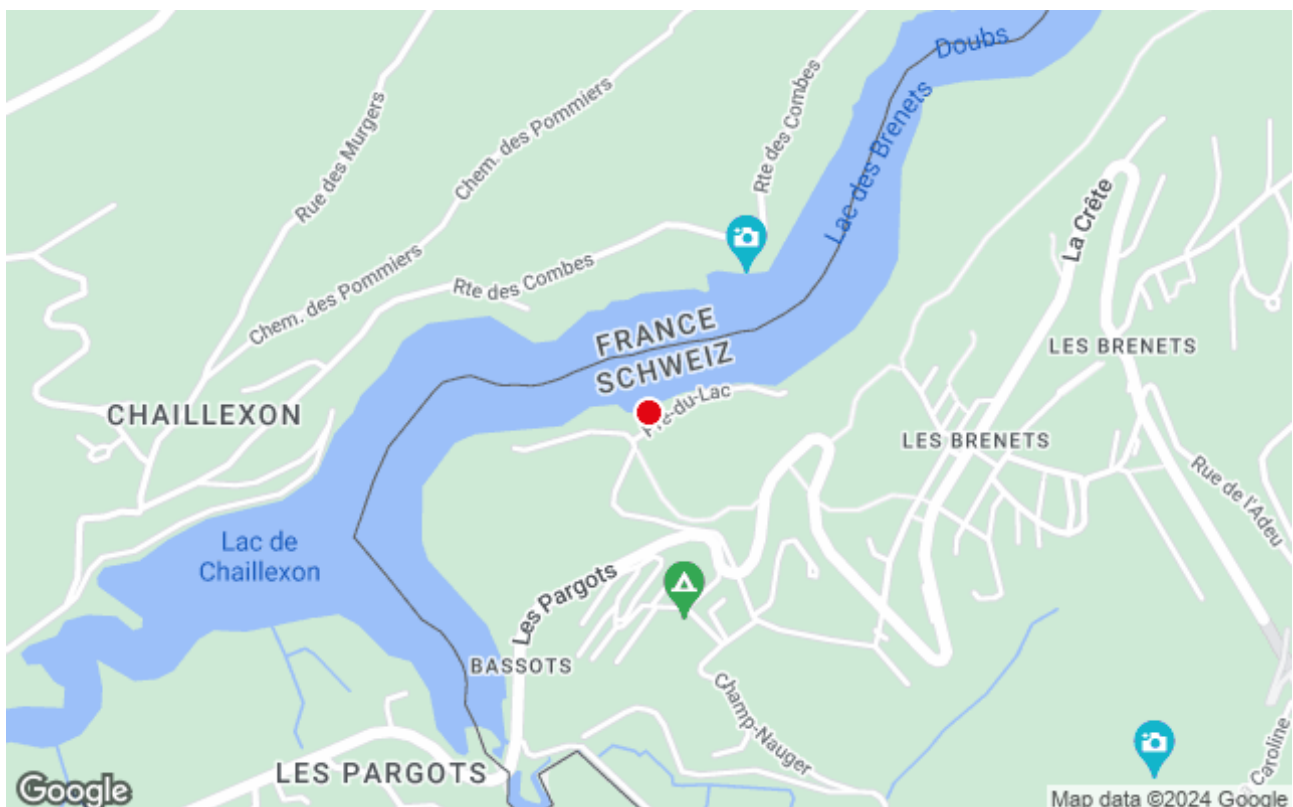 Doubs
Lac des Brenets
Rue des Murgers
Chem. des Pommiers
Rte des Combes
La Crête
Chem. des Pommiers
Rte des Combes
FRANCE
SCHWEIZ
LES BRENETS
CHAILLEXON
-du-Lac
LES BRENETS
Rue de l'Adeu
Lac de
Chaillexon
Les Pargots
BASSOTS
Champ-Nauger
LES PARGOTS
Caroline
Google
Map data ©2024 Google